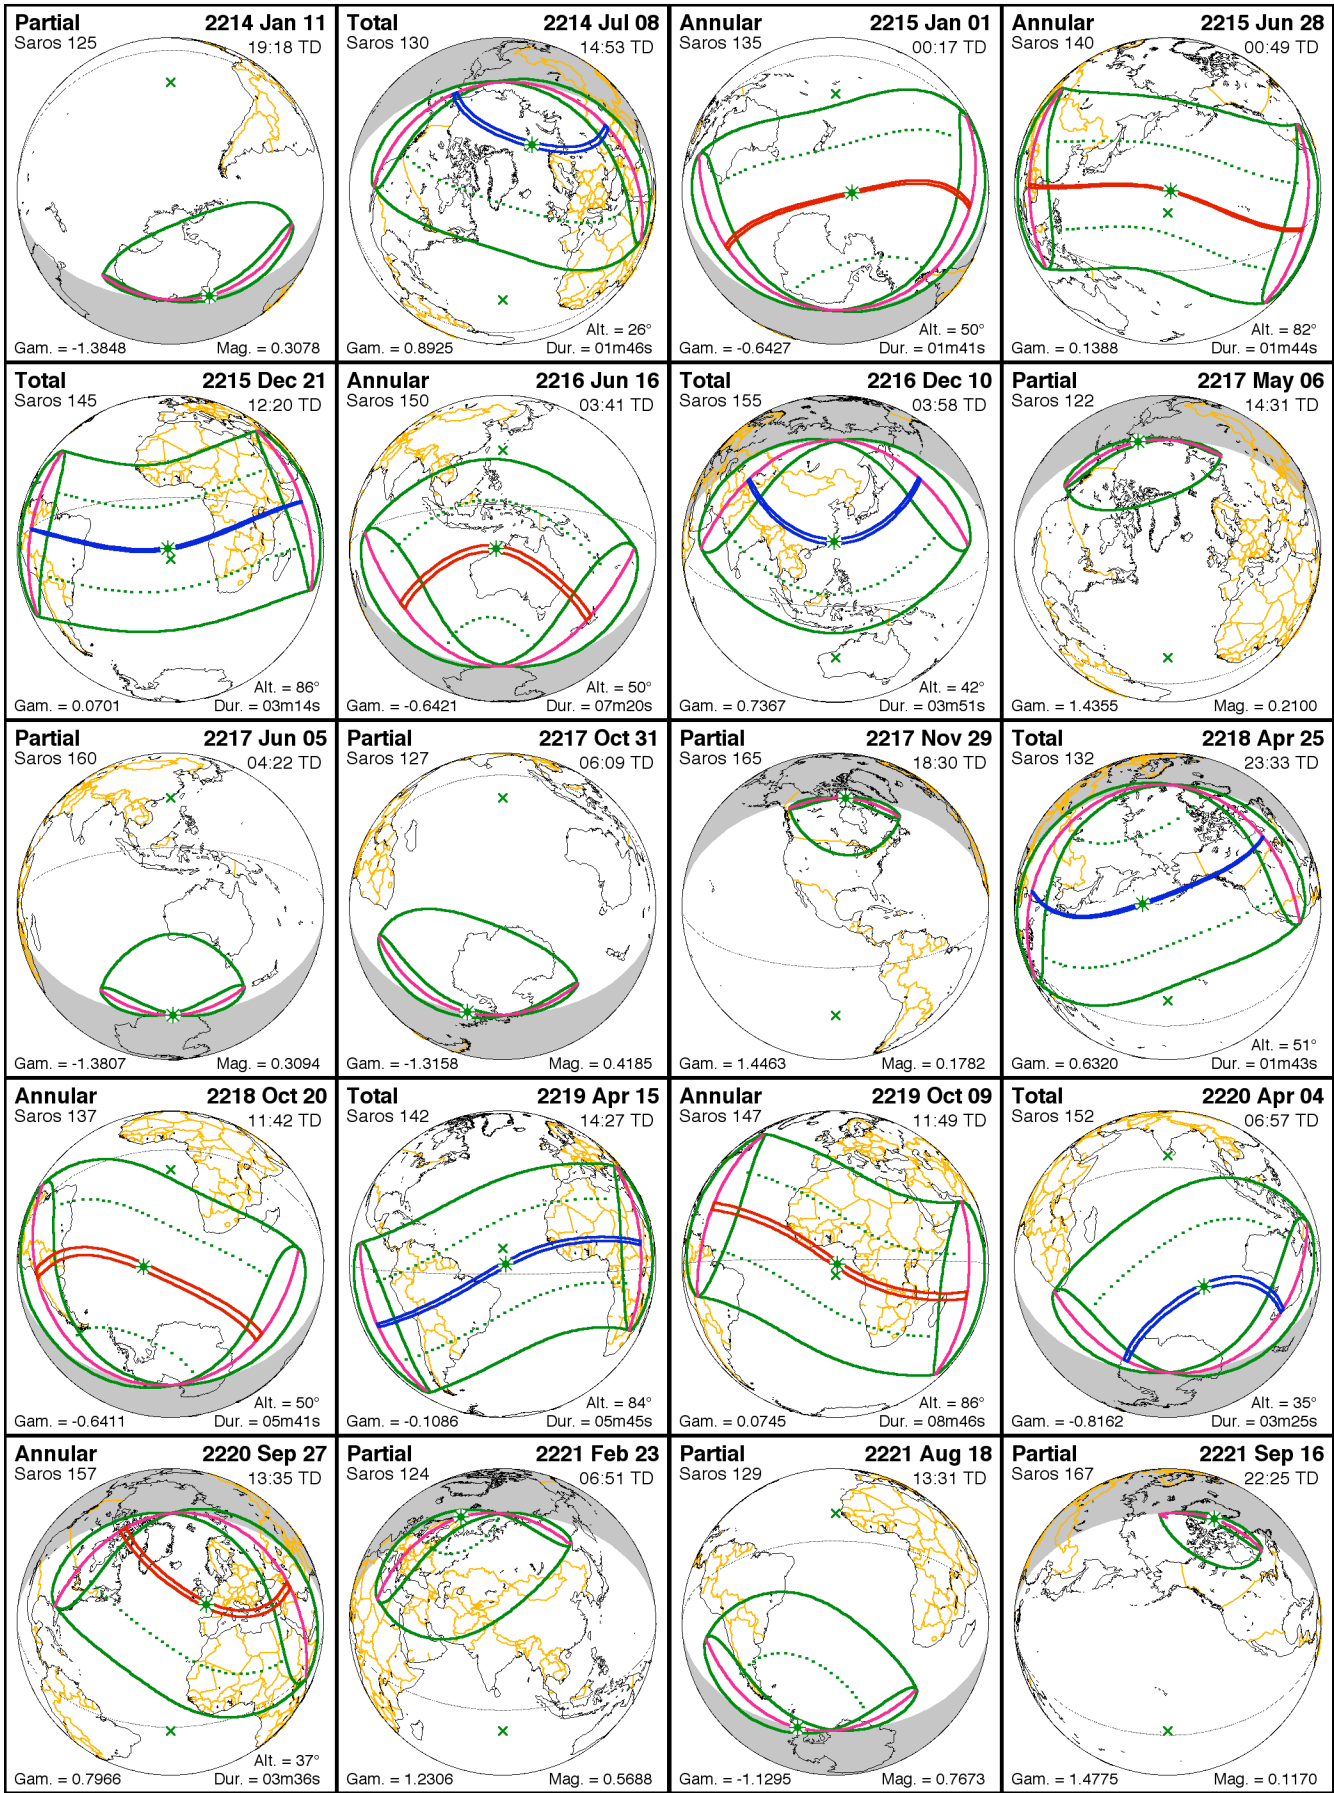 Partial 2214 Jan 11
Saros 125 19:18 TD
Gam. = -1.3848 Mag. = 0.3078
Total 2214 Jul 08
Saros 130 14:53 TD
Alt. = 26°
Gam. = 0.8925 Dur. = 01m46s
Annular 2215 Jan 01
Saros 135 00:17 TD
Alt. = 50°
Gam. = -0.6427 Dur. = 01m41s
Annular 2215 Jun 28
Saros 140 00:49 TD
Alt. = 82°
Gam. = 0.1388 Dur. = 01m44s
Total 2215 Dec 21
Saros 145 12:20 TD
Alt. = 86°
Gam. = 0.0701 Dur. = 03m14s
Annular 2216 Jun 16
Saros 150 03:41 TD
Alt. = 50°
Gam. = -0.6421 Dur. = 07m20s
Total 2216 Dec 10
Saros 155 03:58 TD
Alt. = 42°
Gam. = 0.7367 Dur. = 03m51s
Partial 2217 May 06
Saros 122 14:31 TD
Gam. = 1.4355 Mag. = 0.2100
Partial 2217 Jun 05
Saros 160 04:22 TD
Gam. = -1.3807 Mag. = 0.3094
Partial 2217 Oct 31
Saros 127 06:09 TD
Gam. = -1.3158 Mag. = 0.4185
Partial 2217 Nov 29
Saros 165 18:30 TD
Gam. = 1.4463 Mag. = 0.1782
Total 2218 Apr 25
Saros 132 23:33 TD
Alt. = 51°
Gam. = 0.6320 Dur. = 01m43s
Annular 2218 Oct 20
Saros 137 11:42 TD
Alt. = 50°
Gam. = -0.6411 Dur. = 05m41s
Total 2219 Apr 15
Saros 142 14:27 TD
Alt. = 84°
Gam. = -0.1086 Dur. = 05m45s
Annular 2219 Oct 09
Saros 147 11:49 TD
Alt. = 86°
Gam. = 0.0745 Dur. = 08m46s
Total 2220 Apr 04
Saros 152 06:57 TD
Alt. = 35°
Gam. = -0.8162 Dur. = 03m25s
Annular 2220 Sep 27
Saros 157 13:35 TD
Alt. = 37°
Gam. = 0.7966 Dur. = 03m36s
Partial 2221 Feb 23
Saros 124 06:51 TD
Gam. = 1.2306 Mag. = 0.5688
Partial 2221 Aug 18
Saros 129 13:31 TD
Gam. = -1.1295 Mag. = 0.7673
Partial 2221 Sep 16
Saros 167 22:25 TD
Gam. = 1.4775 Mag. = 0.1170